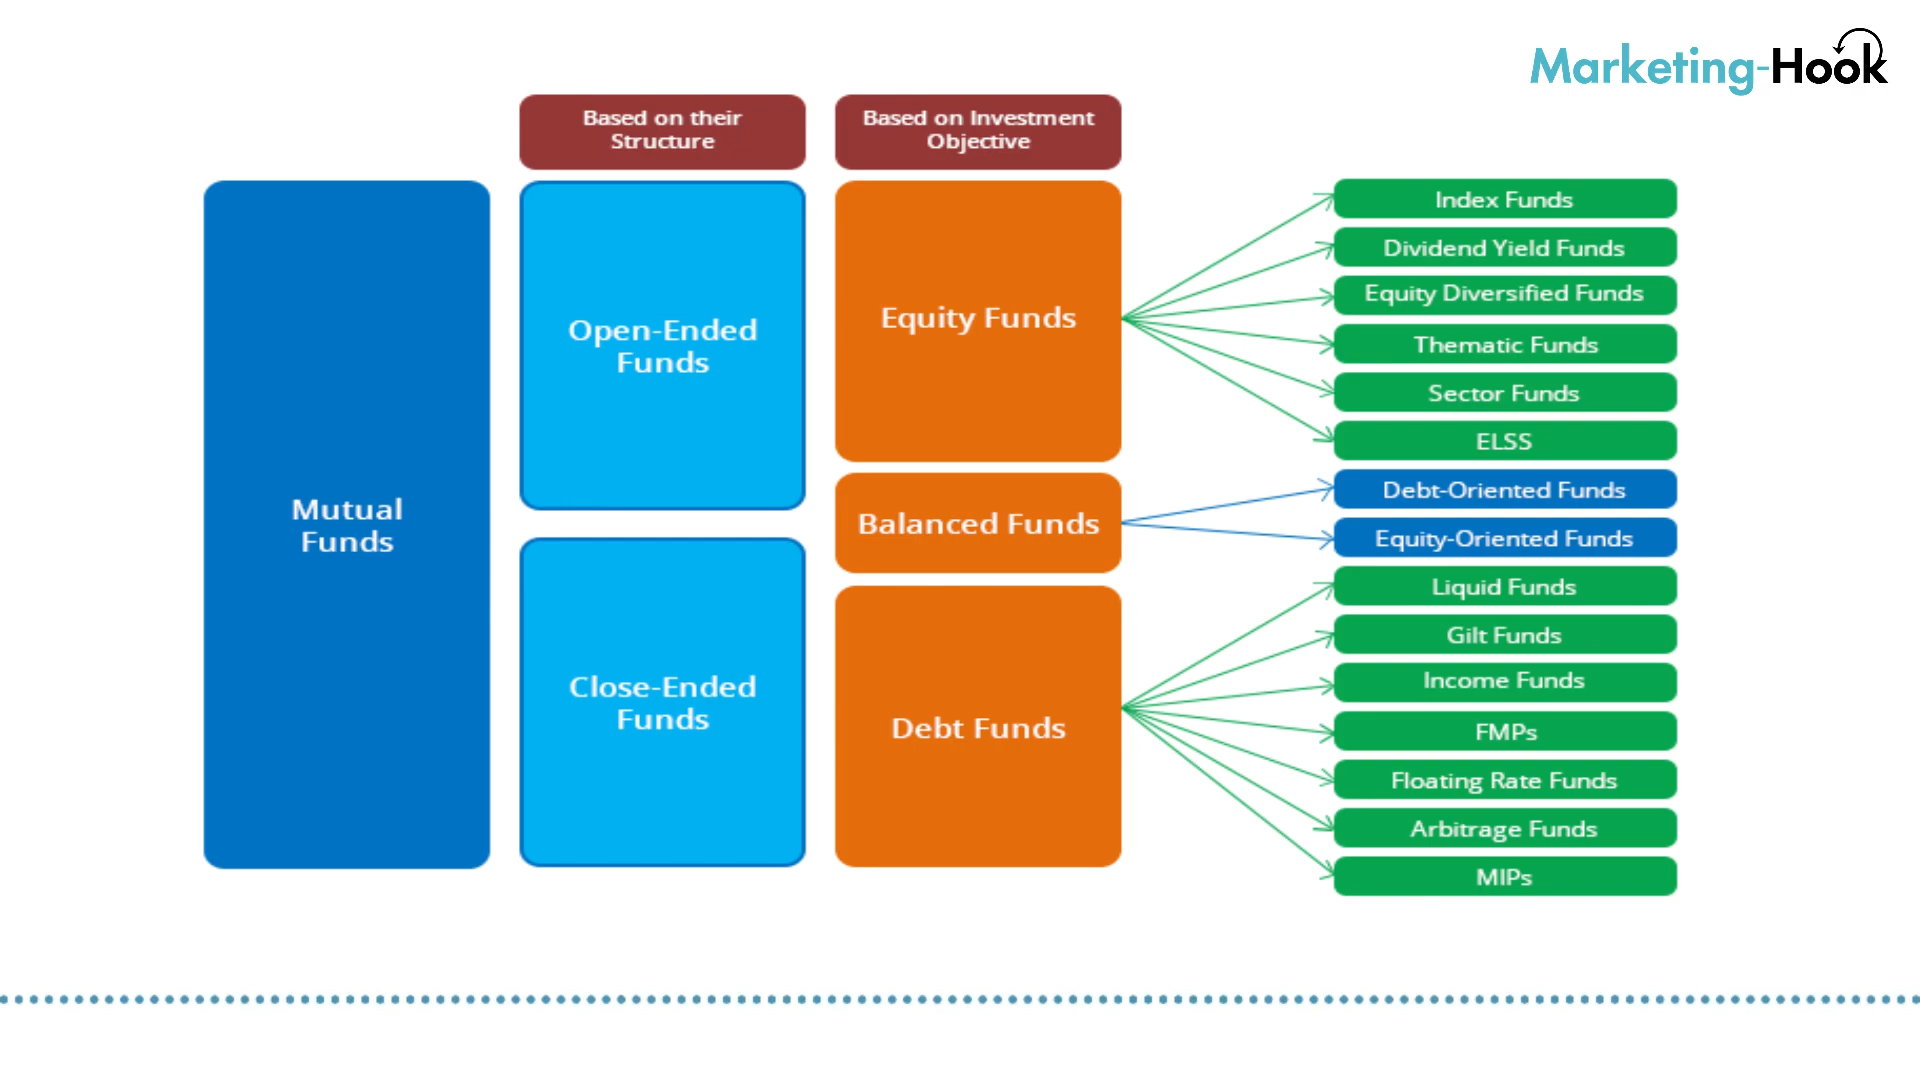 Marketing-Hook
Based on their
Structure
Based on Investment
Objective
Mutual
Funds
Open-Ended
Funds
Close-Ended
Funds
Equity Funds
Balanced Funds
Debt Funds
Index Funds
Dividend Yield Funds
Equity Diversified Funds
Thematic Funds
Sector Funds
ELSS
Debt-Oriented Funds
Equity-Oriented Funds
Liquid Funds
Gilt Funds
Income Funds
FMPs
Floating Rate Funds
Arbitrage Funds
MIPs